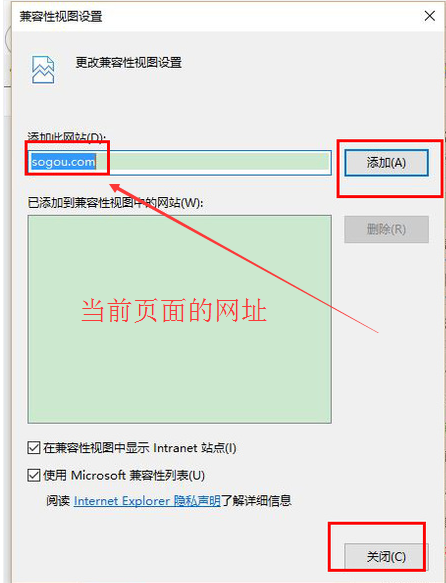 兼容性视图设置
更改兼容性视图设置
添加此网站(D):
sogou.com
添加(A)
已添加到兼容性视图中的网站(W):
删除(R)
当前页面的网址
在兼容性视图中显示 Intranet 站点(I)
使用 Microsoft 兼容性列表(U)
阅读 Internet Explorer 隐私声明了解详细信息
关闭(C)